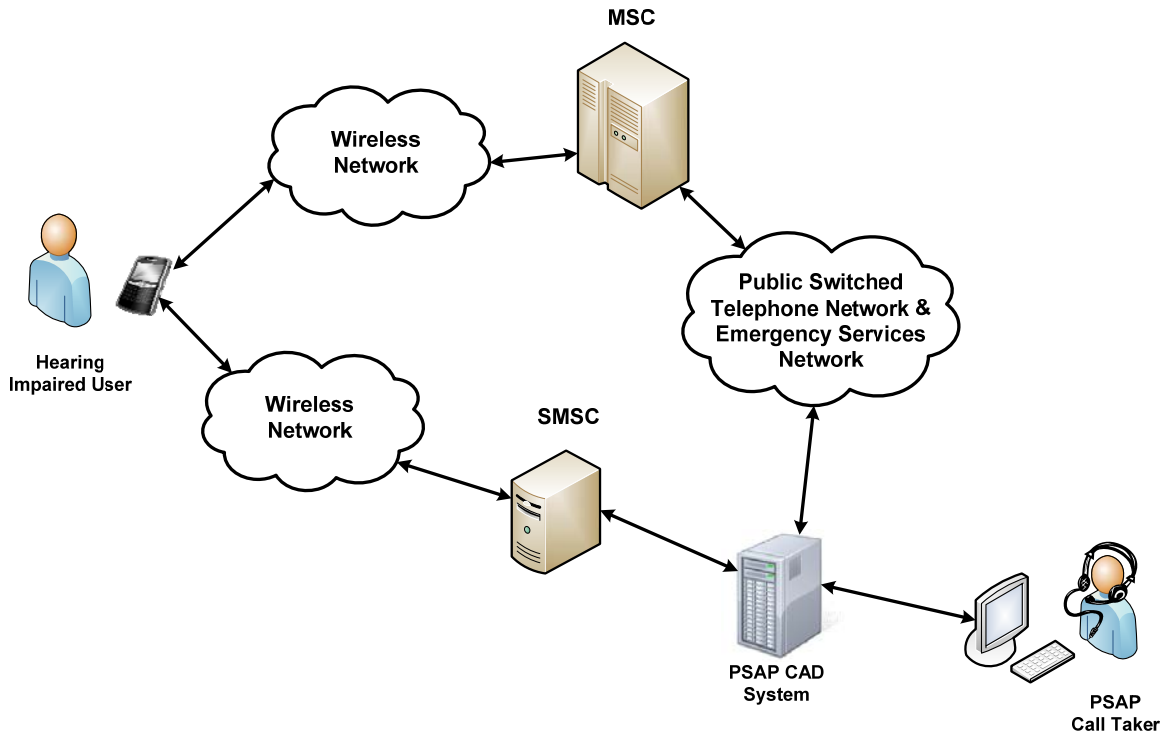 MSC
Wireless
Network
Public Switched
Telephone Network &
Emergency Services
Network
Hearing
Impaired User
Wireless
Network
SMSC
PSAP CAD
System
PSAP
Call Taker